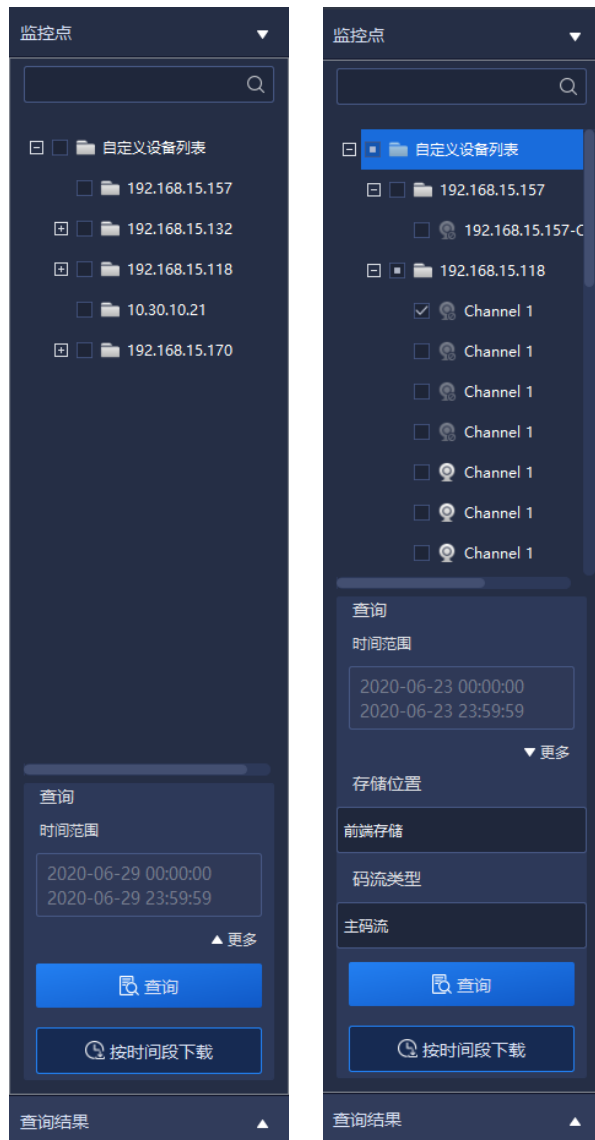 监控点
自定义设备列表
192.168.15.157
192.168.15.132
192.168.15.118
10.30.10.21
192.168.15.170
查询
时间范围
2020-06-29 00:00:00
2020-06-29 23:59:59
更多
查询
按时间段下载
查询结果
监控点
自定义设备列表
192.168.15.157
192.168.15.157-C
192.168.15.118
Channel 1
Channel 1
Channel 1
Channel 1
Channel 1
Channel 1
Channel 1
查询
时间范围
2020-06-23 00:00:00
2020-06-23 23:59:59
更多
存储位置
前端存储
码流类型
主码流
查询
按时间段下载
查询结果